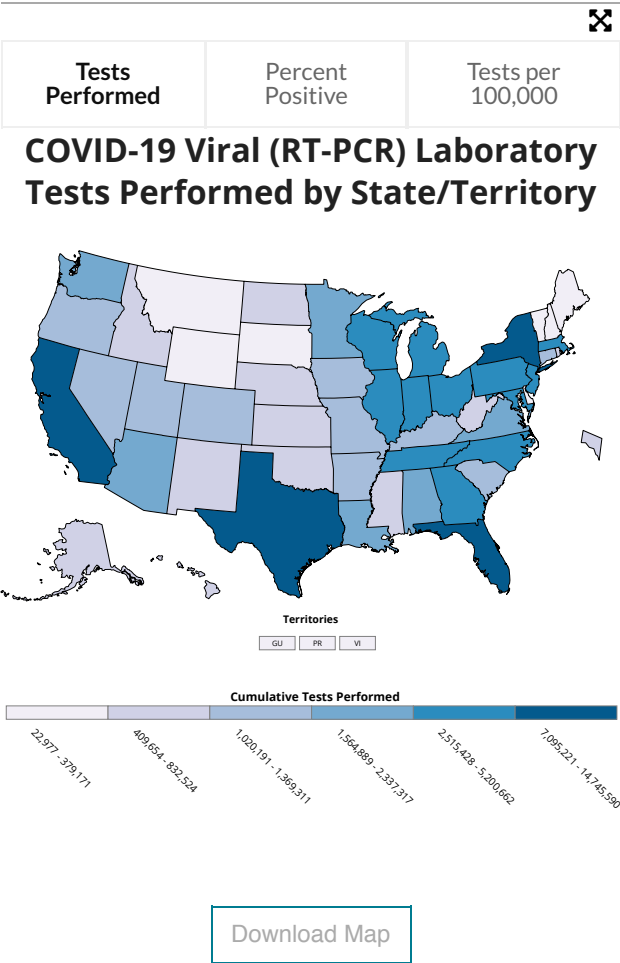 Tests
Performed
Percent
Positive
Tests per
100,000
COVID-19 Viral (RT-PCR) Laboratory
Tests Performed by State/Territory
Territories
GU
PR
VI
Cumulative Tests Performed
22,977 - 379,171
409,654 - 832,524
1,020,191 - 1,369,311
1,564,889 - 2,337,317
2,515,428 - 5,200,662
7,095,221 - 14,745,590
Download Map